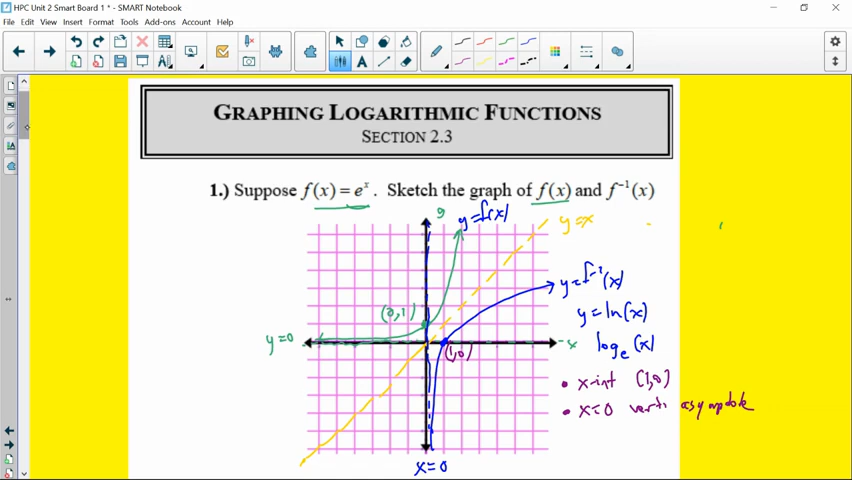 HPC Unit 2 Smart Board 1 * - SMART Notebook
File Edit View Insert Format Tools Add-ons Account Help
GRAPHING LOGARITHMIC FUNCTIONS
SECTION 2.3
1.) Suppose f(x) = e^x. Sketch the graph of f(x) and f⁻¹(x)
y=f(x)
y=x
y=f⁻¹(x)
(0,1)
y=ln(x)
y=0
-x
(1,0)
logₑ(x)
• x-int (1,0)
• x=0 vert. asymptote
x=0